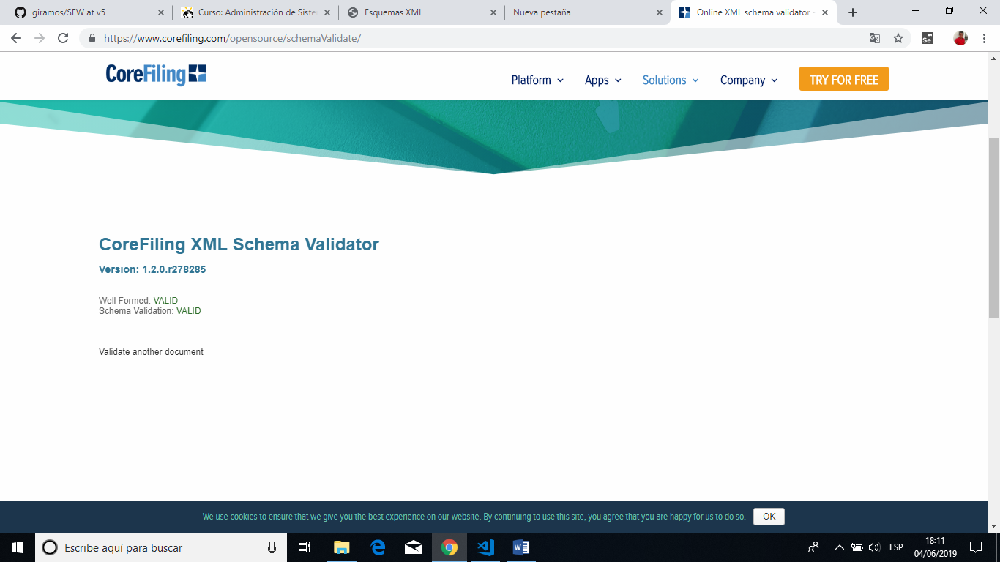 giramos/SEW at v5
Curso: Administración de Siste
Esquemas XML
Nueva pestaña
Online XML schema validator -
https://www.corefiling.com/opensource/schemaValidate/
Se
CoreFiling
Platform
Apps
Solutions
Company
TRY FOR FREE
CoreFiling XML Schema Validator
Version: 1.2.0.r278285
Well Formed: VALID
Schema Validation: VALID
Validate another document
We use cookies to ensure that we give you the best experience on our website. By continuing to use this site, you agree that you are happy for us to do so.
OK
Escribe aquí para buscar
ESP
18:11
04/06/2019